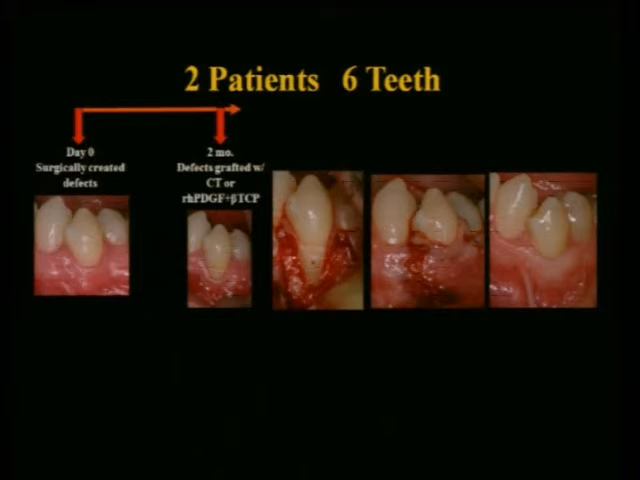 2 Patients 6 Teeth
Day 0
Surgically created
defects
2 mo.
Defects grafted w/
CT or
rhPDGF+βTCP